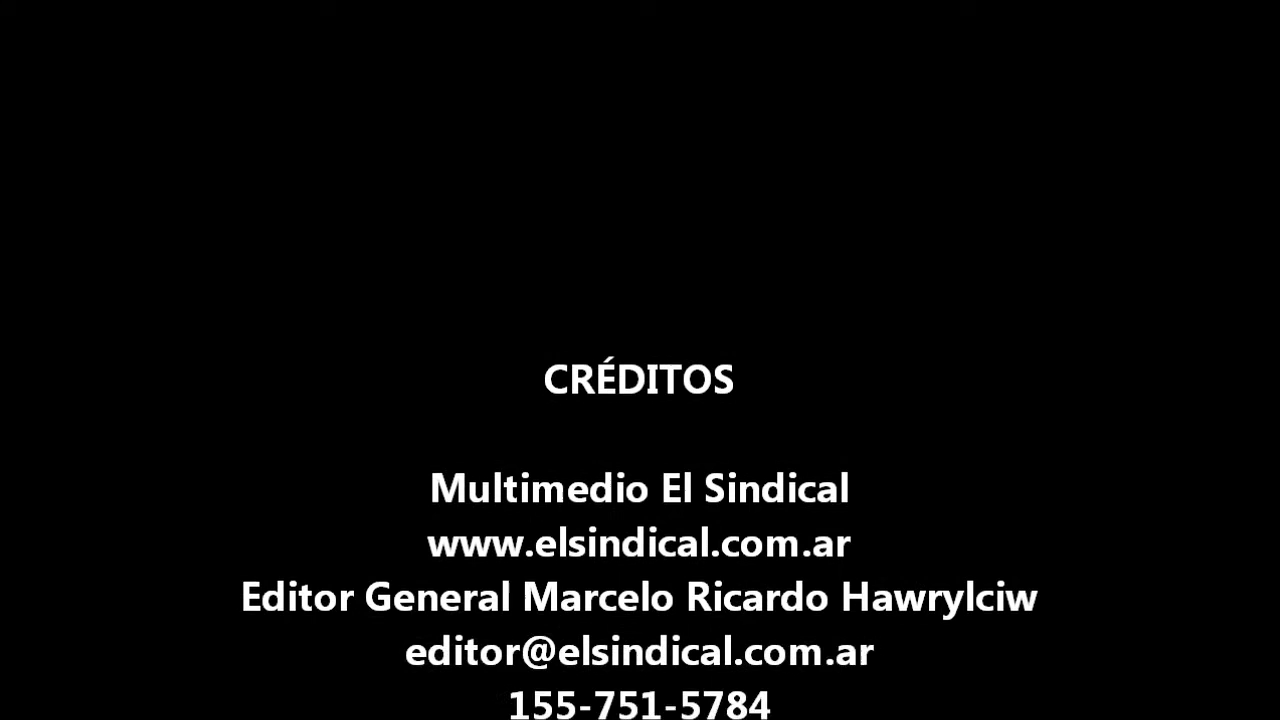 CRÉDITOS
Multimedio El Sindical
www.elsindical.com.ar
Editor General Marcelo Ricardo Hawrylciw
editor@elsindical.com.ar
155-751-5784